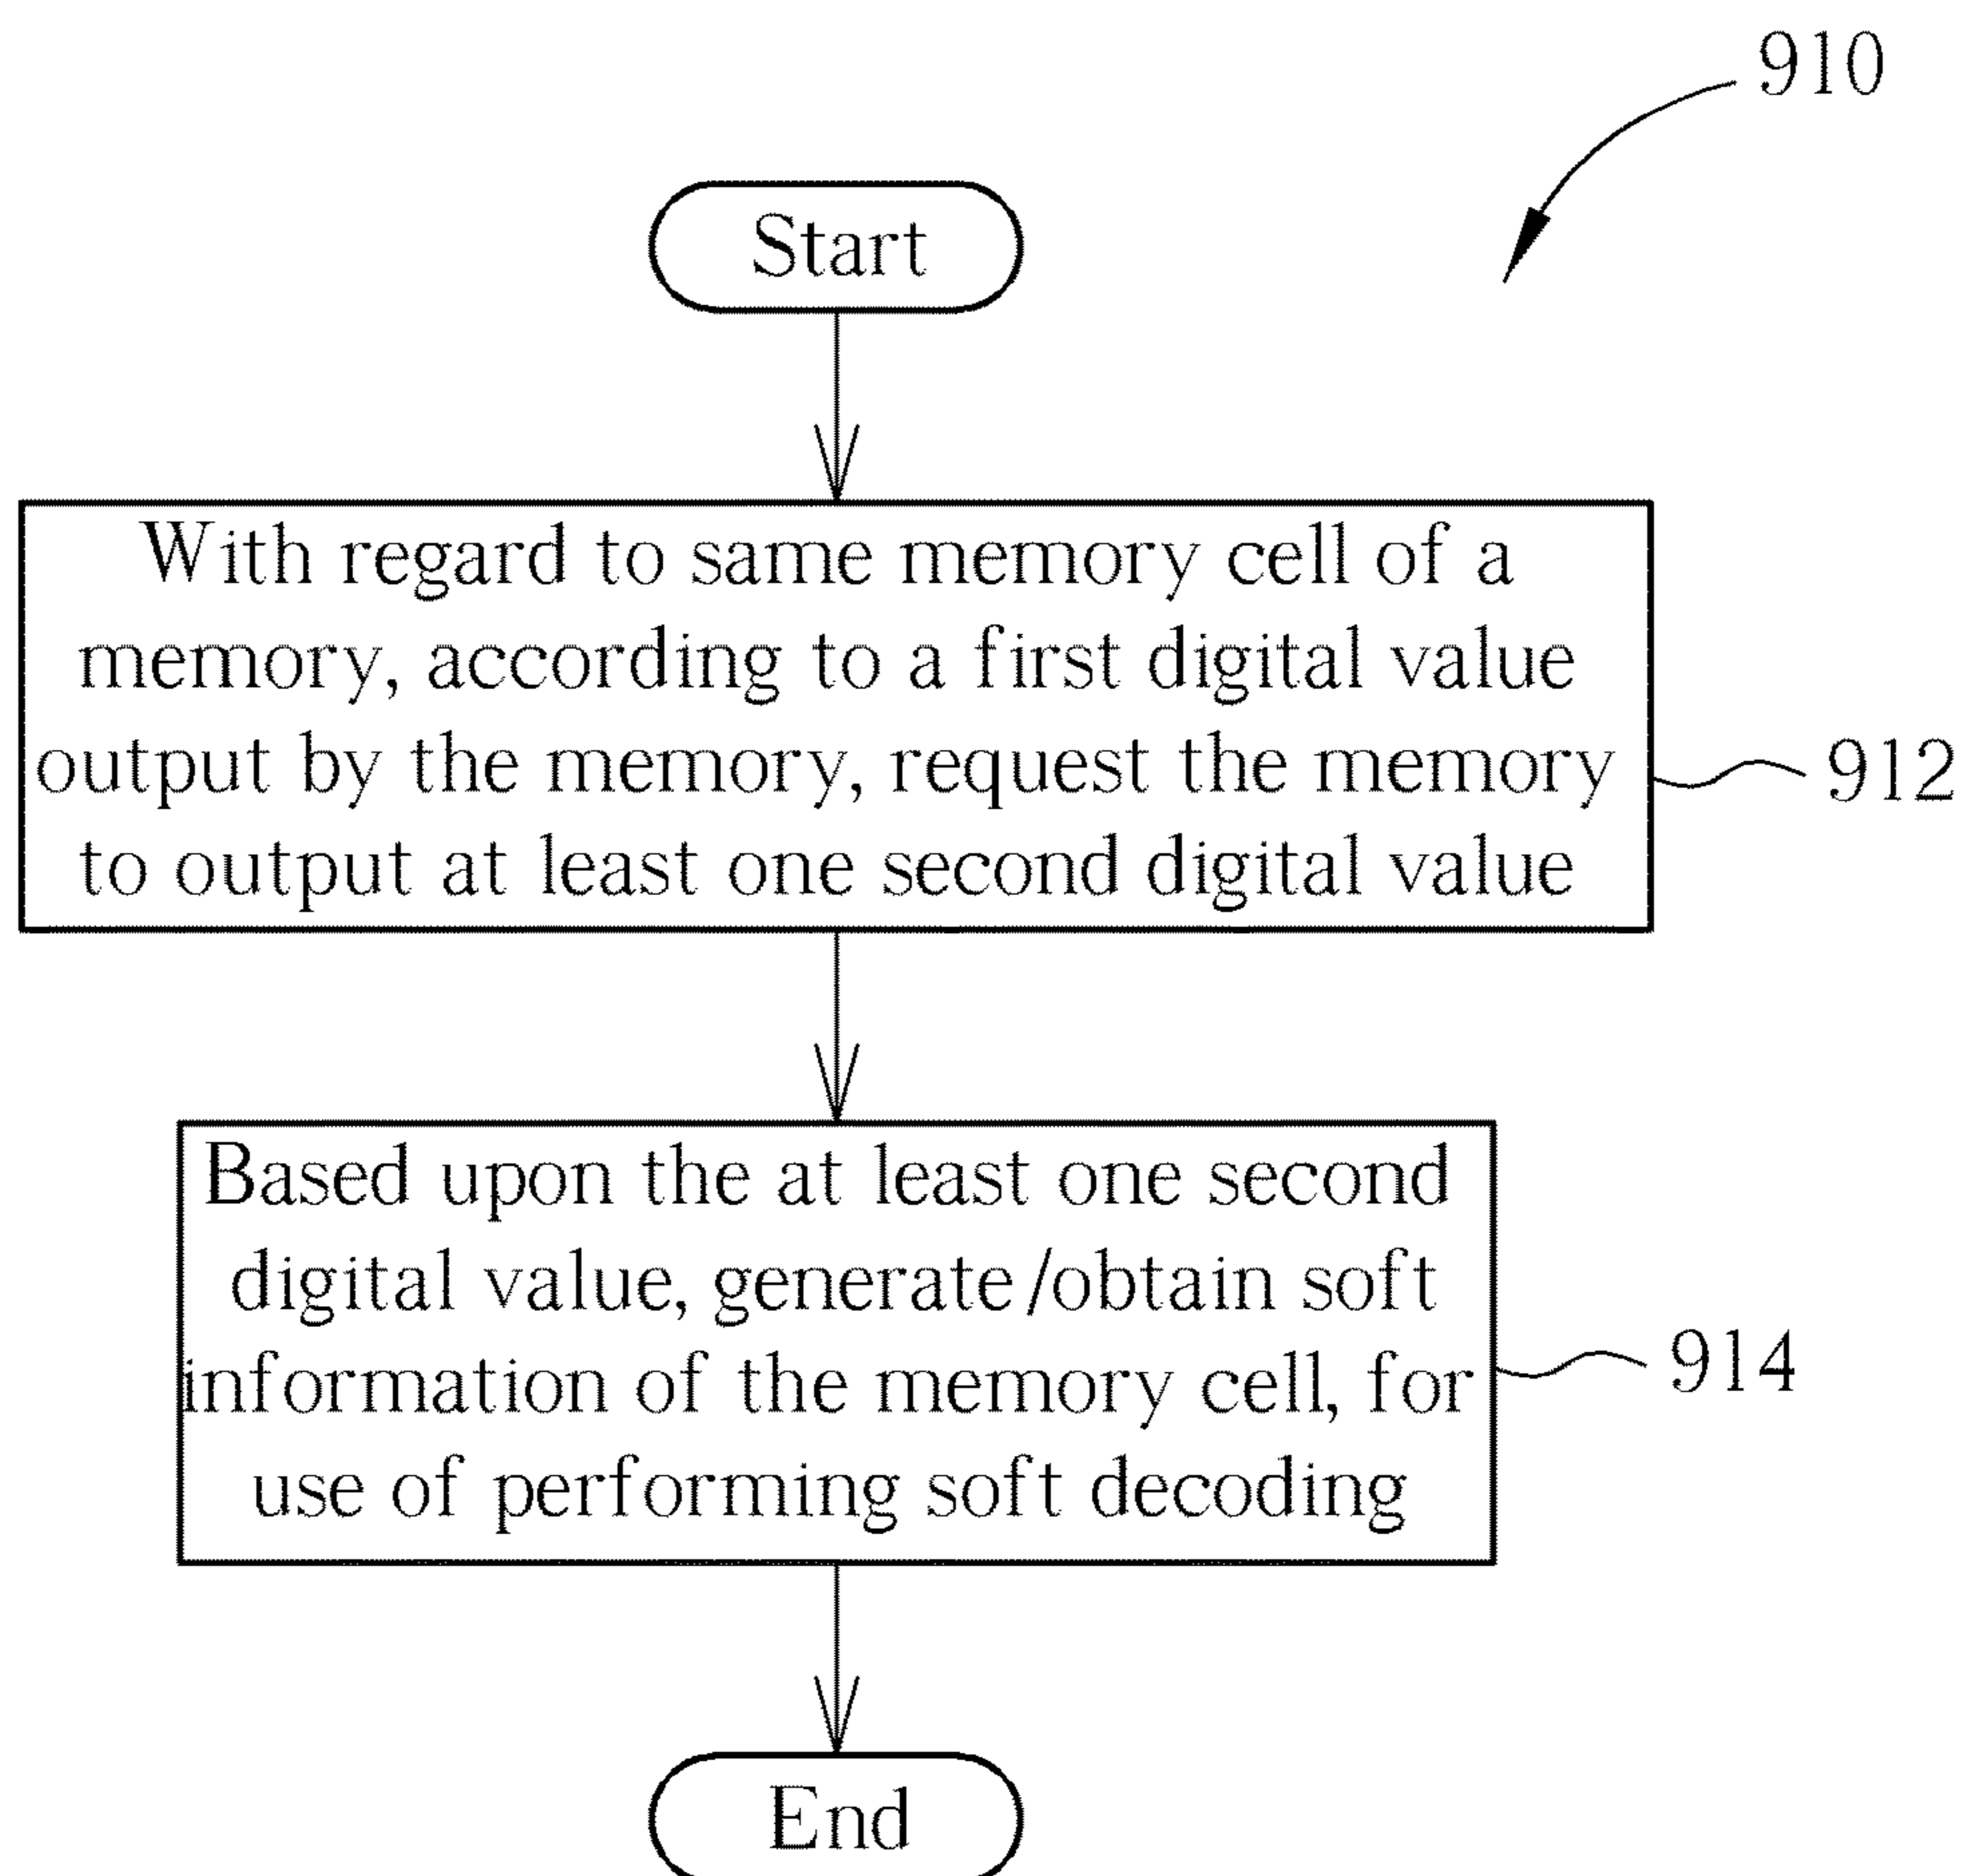 910
Start
With regard to same memory cell of a
memory, according to a first digital value
output by the memory, request the memory
to output at least one second digital value
912
Based upon the at least one second
digital value, generate/obtain soft
information of the memory cell, for
use of performing soft decoding
914
End